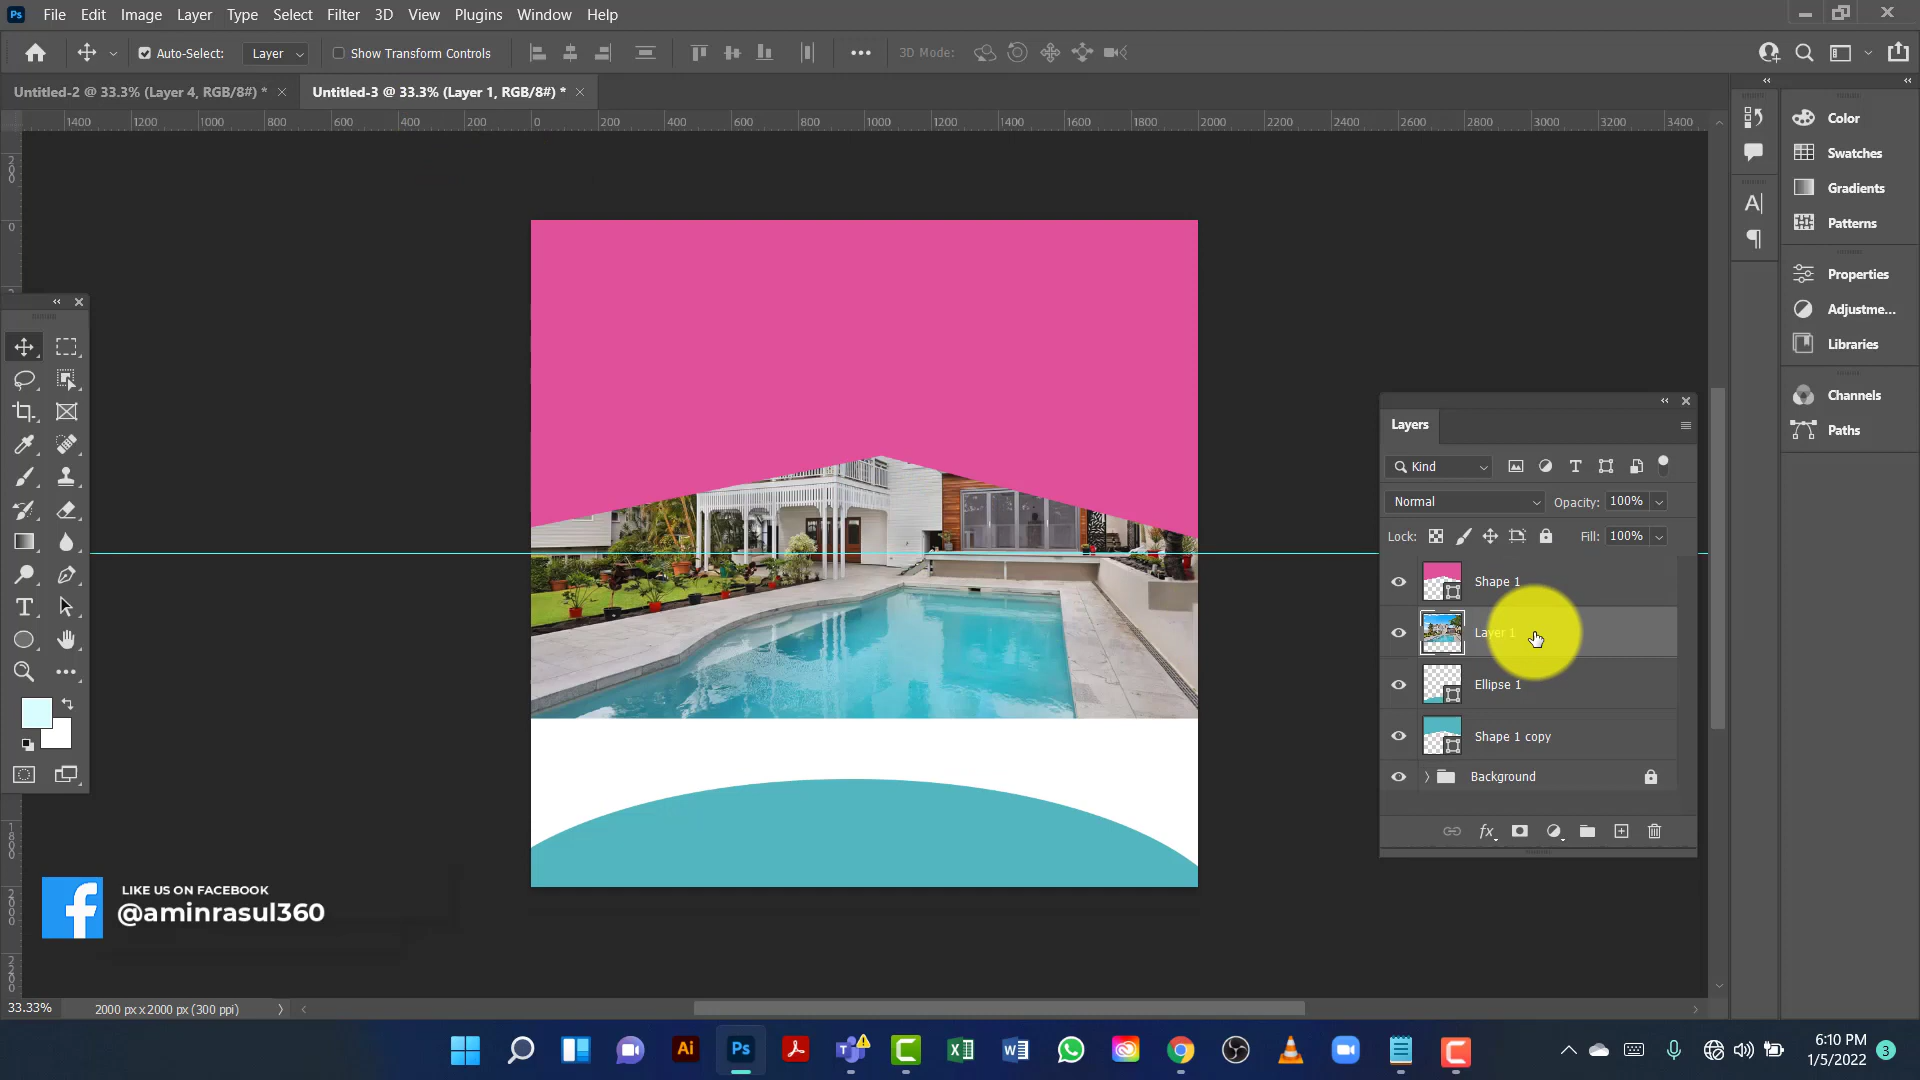 File Edit Image Layer Type Select Filter 3D View Plugins Window Help
Auto-Select: Layer Show Transform Controls 3D Mode:
Untitled-2 @ 33.3% (Layer 4, RGB/8#) * Untitled-3 @ 33.3% (Layer 1, RGB/8#) *
1400 1200 1000 800 600 400 200 0 200 400 600 800 1000 1200 1400 1600 1800 2000 2200 2400 2600 2800 3000 3200 3400
Color
Swatches
Gradients
Patterns
Properties
Adjustme...
Libraries
Channels
Paths
Layers
Kind
Normal Opacity: 100%
Lock: Fill: 100%
Shape 1
Layer 1
Ellipse 1
Shape 1 copy
Background
LIKE US ON FACEBOOK
@aminrasul360
33.33% 2000 px x 2000 px (300 ppi)
6:10 PM
1/5/2022 3